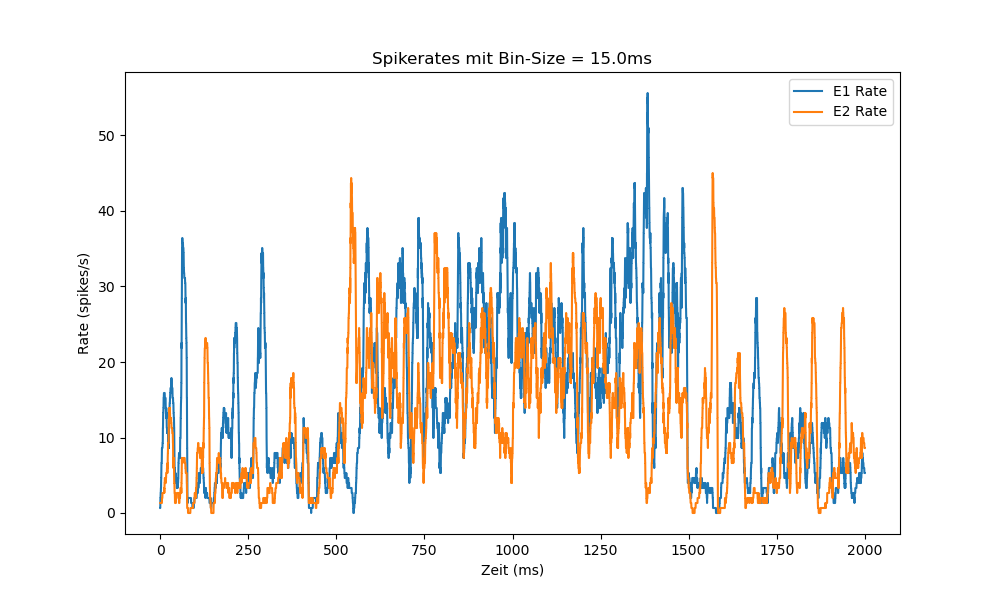 Spikerates mit Bin-Size = 15.0ms
E1 Rate
E2 Rate
50
40
30
20
10
0
Rate (spikes/s)
0 250 500 750 1000 1250 1500 1750 2000
Zeit (ms)